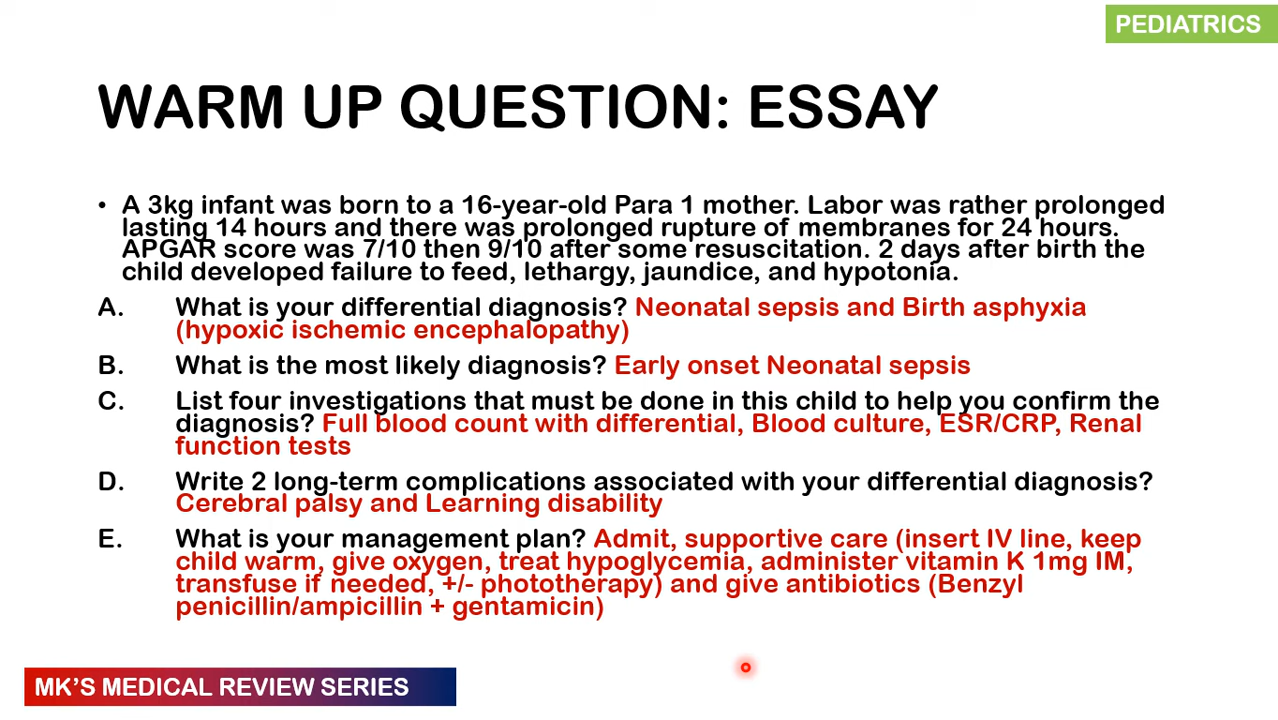 PEDIATRICS
WARM UP QUESTION: ESSAY
• A 3kg infant was born to a 16-year-old Para 1 mother. Labor was rather prolonged
lasting 14 hours and there was prolonged rupture of membranes for 24 hours.
APGAR score was 7/10 then 9/10 after some resuscitation. 2 days after birth the
child developed failure to feed, lethargy, jaundice, and hypotonia.
A. What is your differential diagnosis? Neonatal sepsis and Birth asphyxia
(hypoxic ischemic encephalopathy)
B. What is the most likely diagnosis? Early onset Neonatal sepsis
C. List four investigations that must be done in this child to help you confirm the
diagnosis? Full blood count with differential, Blood culture, ESR/CRP, Renal
function tests
D. Write 2 long-term complications associated with your differential diagnosis?
Cerebral palsy and Learning disability
E. What is your management plan? Admit, supportive care (insert IV line, keep
child warm, give oxygen, treat hypoglycemia, administer vitamin K 1mg IM,
transfuse if needed, +/- phototherapy) and give antibiotics (Benzyl
penicillin/ampicillin + gentamicin)
MK'S MEDICAL REVIEW SERIES